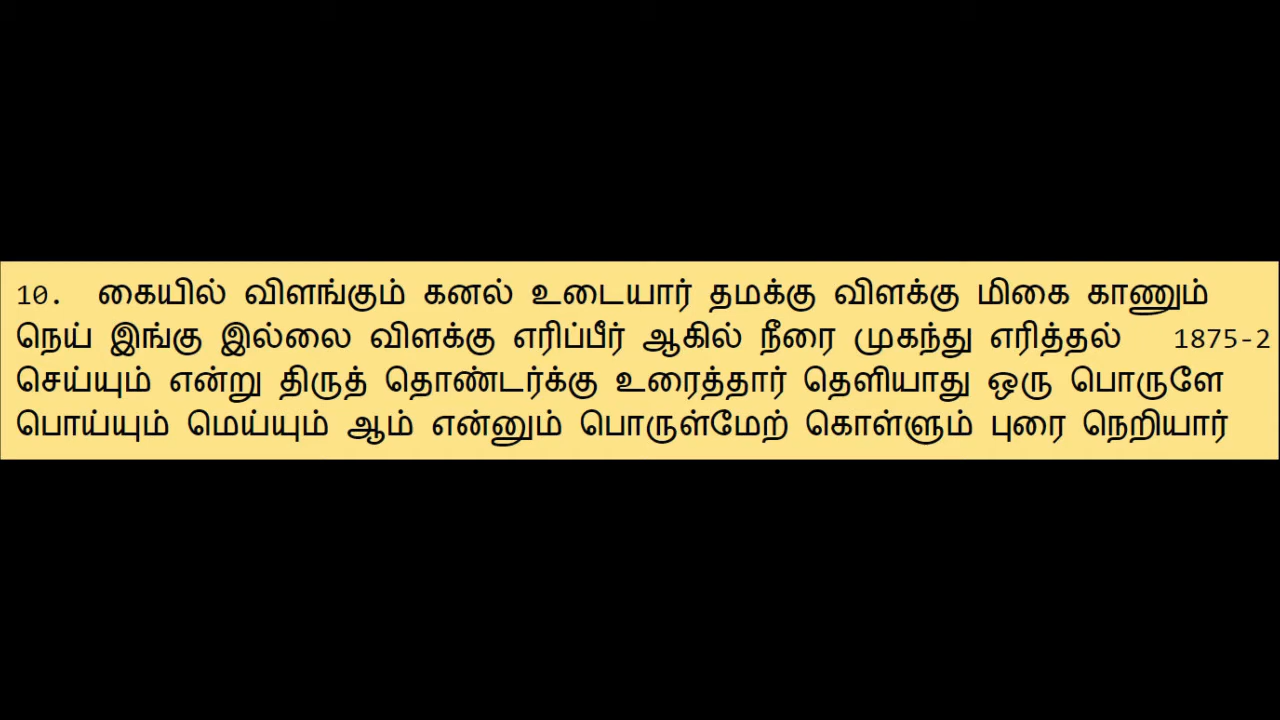 10. கையில் விளங்கும் கனல் உடையார் தமக்கு விளக்கு மிகை காணும்
நெய் இங்கு இல்லை விளக்கு எரிப்பீர் ஆகில் நீரை முகந்து எரித்தல் 1875-2
செய்யும் என்று திருத் தொண்டர்க்கு உரைத்தார் தெளியாது ஒரு பொருளே
பொய்யும் மெய்யும் ஆம் என்னும் பொருள்மேற் கொள்ளும் புரை நெறியார்